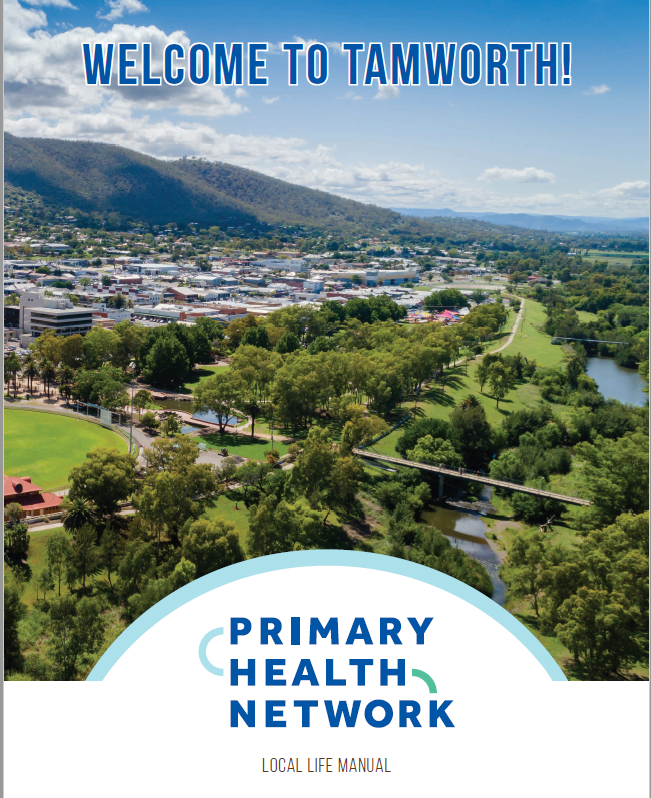 WELCOME TO TAMWORTH!
PRIMARY
HEALTH
NETWORK
LOCAL LIFE MANUAL